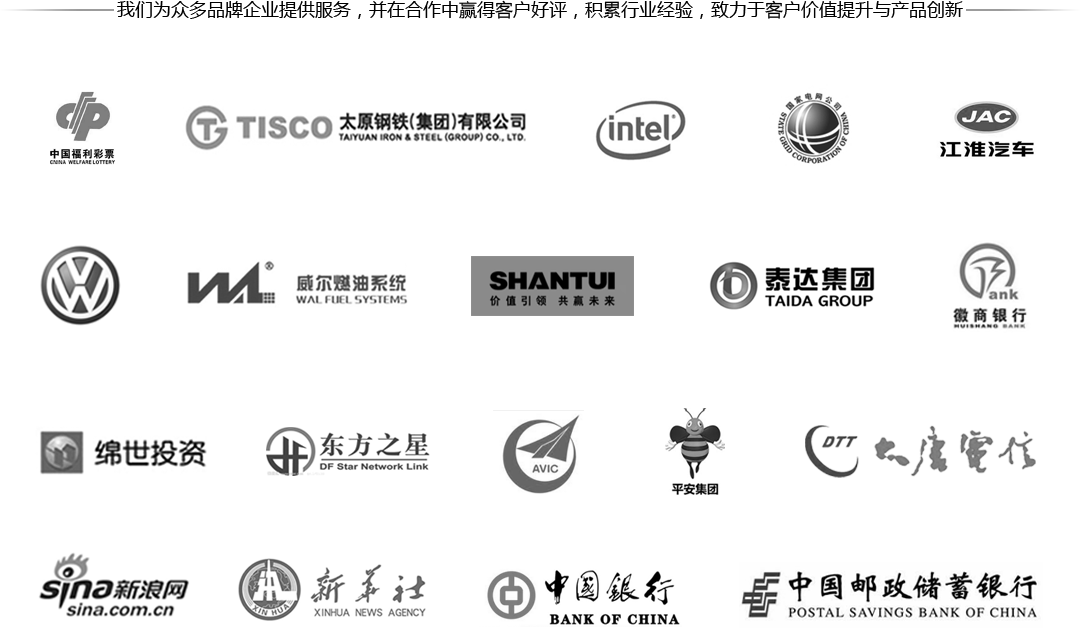 我们为众多品牌企业提供服务，并在合作中赢得客户好评，积累行业经验，致力于客户价值提升与产品创新
中国福利彩票
CHINA WELFARE LOTTERY
TISCO
太原钢铁(集团)有限公司
TAIYUAN IRON & STEEL (GROUP) CO., LTD.
intel
国家电网公司
STATE GRID CORPORATION OF CHINA
JAC
江淮汽车
WAL®
威尔燃油系统
WAL FUEL SYSTEMS
SHANTUI
价值引领 共赢未来
泰达集团
TAIDA GROUP
Bank
徽商银行
HUISHANG BANK
绵世投资
东方之星
DF Star Network Link
AVIC
平安集团
DTT
大唐電信
sina新浪网
sina.com.cn
XIN HUA
新华社
XINHUA NEWS AGENCY
中國銀行
BANK OF CHINA
中国邮政储蓄银行
POSTAL SAVINGS BANK OF CHINA